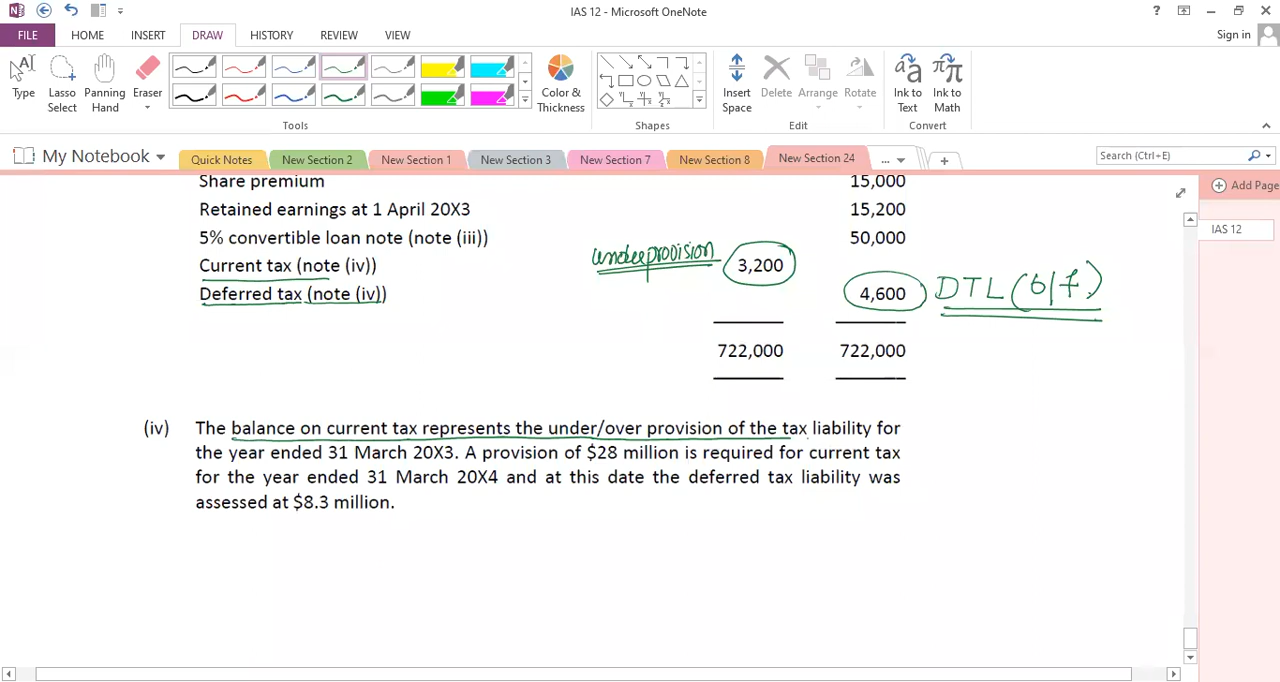 IAS 12 - Microsoft OneNote
?
FILE HOME INSERT DRAW HISTORY REVIEW VIEW
Sign in
Type
Lasso Select
Panning Hand
Eraser
Color & Thickness
Insert Space
Delete
Arrange
Rotate
Ink to Text
Ink to Math
Tools
Shapes
Edit
Convert
My Notebook
Quick Notes
New Section 2
New Section 1
New Section 3
New Section 7
New Section 8
New Section 24
...
Search (Ctrl+E)
Add Page
IAS 12
Share premium 15,000
Retained earnings at 1 April 20X3 15,200
5% convertible loan note (note (iii)) 50,000
Current tax (note (iv)) underprovision 3,200
Deferred tax (note (iv)) 4,600 DTL (b/f)
722,000 722,000
(iv) The balance on current tax represents the under/over provision of the tax liability for
the year ended 31 March 20X3. A provision of $28 million is required for current tax
for the year ended 31 March 20X4 and at this date the deferred tax liability was
assessed at $8.3 million.